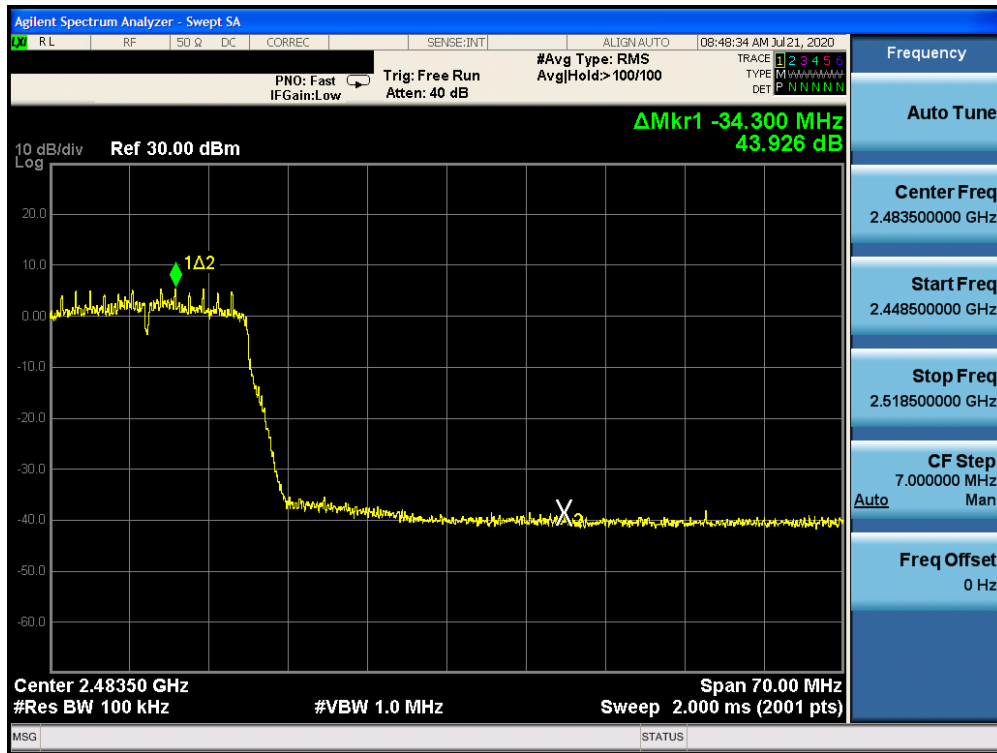 Agilent Spectrum Analyzer - Swept SA
LXI RL RF 50 Ω DC CORREC SENSE:INT ALIGN AUTO 08:48:34 AM Jul 21, 2020
PNO: Fast
IFGain:Low
Trig: Free Run
Atten: 40 dB
#Avg Type: RMS
Avg|Hold:> 100/100
TRACE 1 2 3 4 5 6
TYPE M WWWWW
DET P N N N N N
ΔMkr1 -34.300 MHz
43.926 dB
10 dB/div Ref 30.00 dBm
Log
20.0
10.0
0.00
-10.0
-20.0
-30.0
-40.0
-50.0
-60.0
1Δ2
X2
Center 2.48350 GHz Span 70.00 MHz
#Res BW 100 kHz #VBW 1.0 MHz Sweep 2.000 ms (2001 pts)
MSG STATUS
Frequency
Auto Tune
Center Freq
2.483500000 GHz
Start Freq
2.448500000 GHz
Stop Freq
2.518500000 GHz
CF Step
7.000000 MHz
Auto Man
Freq Offset
0 Hz